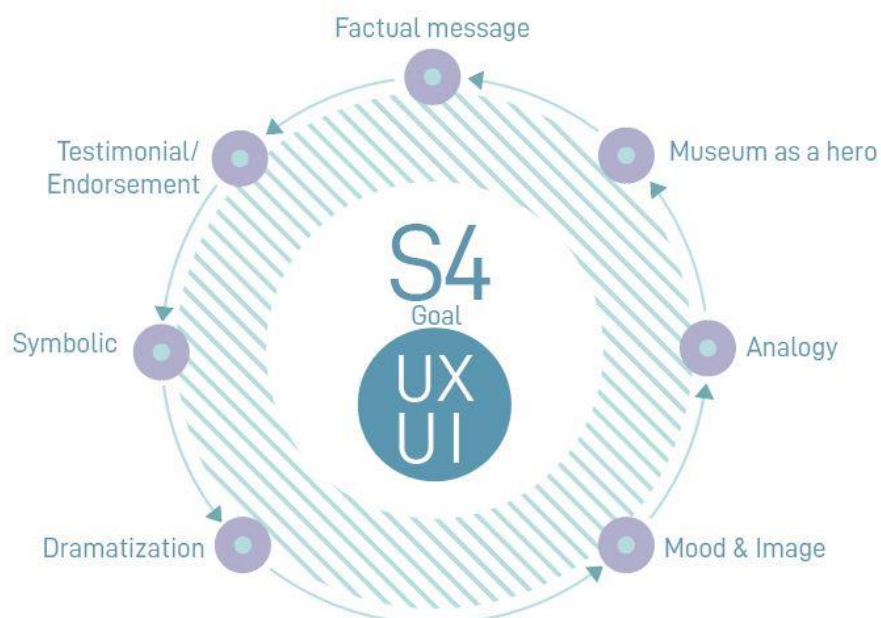 Factual message
Testimonial/
Endorsement
Museum as a hero
S4
Goal
UX
UI
Symbolic
Analogy
Dramatization
Mood & Image